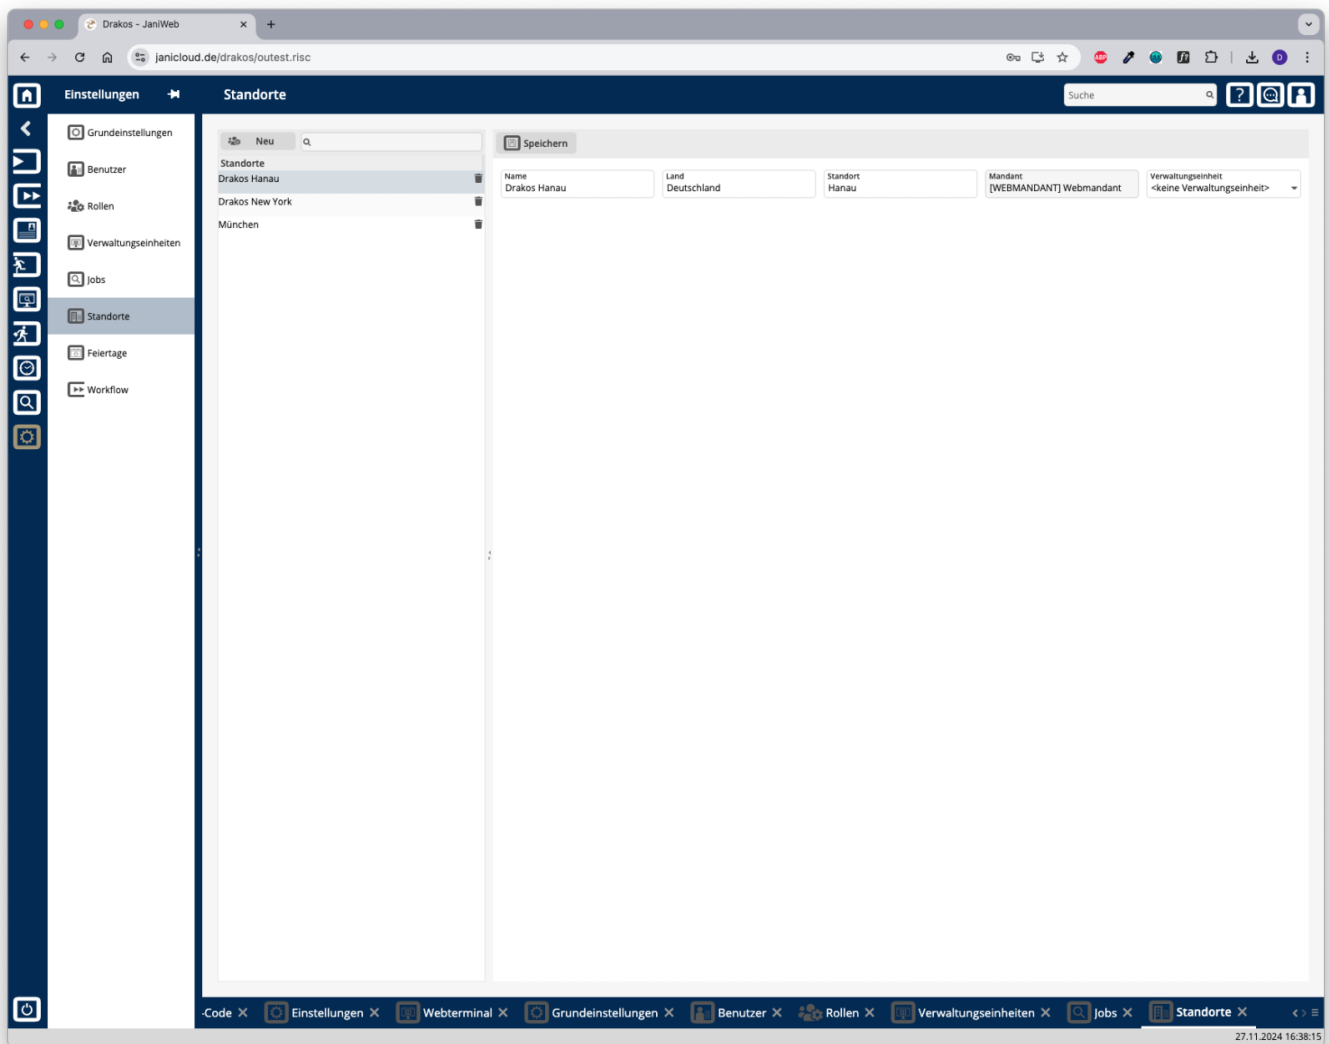 Drakos - JaniWeb
janicloud.de/drakos/outest.risc
ABP
D
Einstellungen
Standorte
Suche
Grundeinstellungen
Benutzer
Rollen
Verwaltungseinheiten
Jobs
Standorte
Feiertage
Workflow
Neu
Standorte
Drakos Hanau
Drakos New York
München
Speichern
Name
Drakos Hanau
Land
Deutschland
Standort
Hanau
Mandant
[WEBMANDANT] Webmandant
Verwaltungseinheit
<keine Verwaltungseinheit>
-Code Einstellungen Webterminal Grundeinstellungen Benutzer Rollen Verwaltungseinheiten Jobs Standorte
27.11.2024 16:38:15